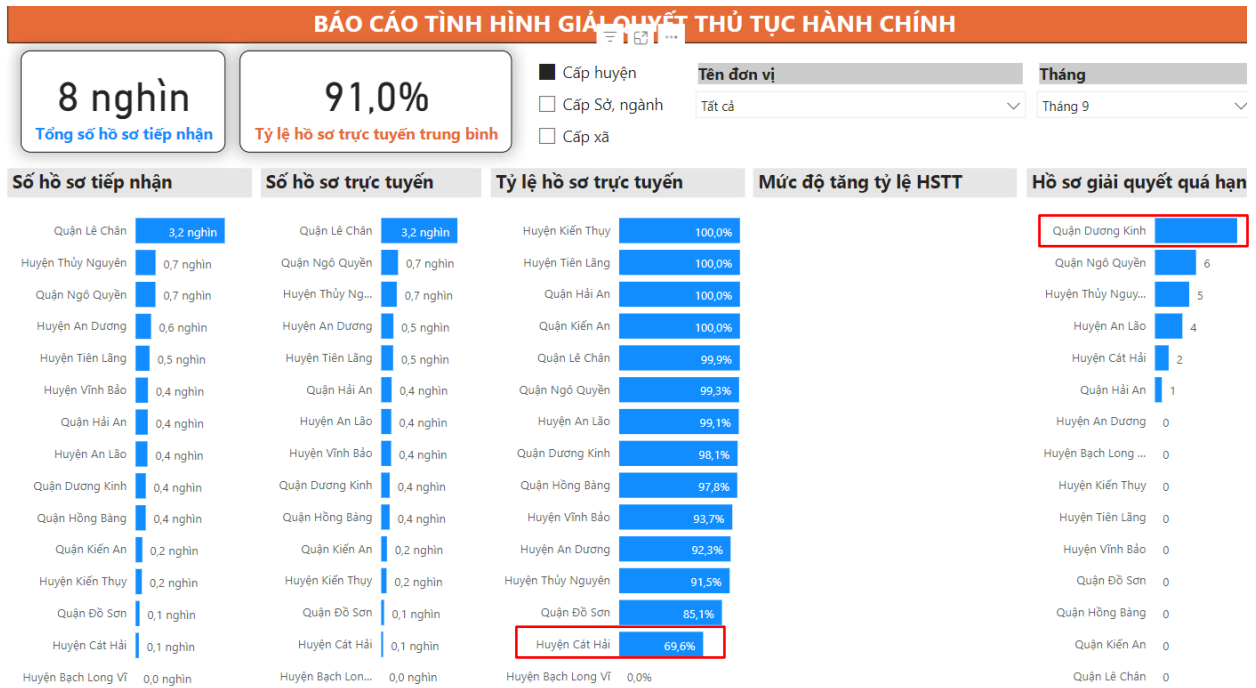 BÁO CÁO TÌNH HÌNH GIẢI QUYẾT THỦ TỤC HÀNH CHÍNH
8 nghìn
Tổng số hồ sơ tiếp nhận
91,0%
Tỷ lệ hồ sơ trực tuyến trung bình
Cấp huyện
Cấp Sở, ngành
Cấp xã
Tên đơn vị
Tất cả
Tháng
Tháng 9
Số hồ sơ tiếp nhận
Quận Lê Chân 3,2 nghìn
Huyện Thủy Nguyên 0,7 nghìn
Quận Ngô Quyền 0,7 nghìn
Huyện An Dương 0,6 nghìn
Huyện Tiên Lãng 0,5 nghìn
Huyện Vĩnh Bảo 0,4 nghìn
Quận Hải An 0,4 nghìn
Huyện An Lão 0,4 nghìn
Quận Dương Kinh 0,4 nghìn
Quận Hồng Bàng 0,4 nghìn
Quận Kiến An 0,2 nghìn
Huyện Kiến Thụy 0,2 nghìn
Quận Đồ Sơn 0,1 nghìn
Huyện Cát Hải 0,1 nghìn
Huyện Bạch Long Vĩ 0,0 nghìn
Số hồ sơ trực tuyến
Quận Lê Chân 3,2 nghìn
Quận Ngô Quyền 0,7 nghìn
Huyện Thủy Ng... 0,7 nghìn
Huyện An Dương 0,5 nghìn
Huyện Tiên Lãng 0,5 nghìn
Quận Hải An 0,4 nghìn
Huyện An Lão 0,4 nghìn
Huyện Vĩnh Bảo 0,4 nghìn
Quận Dương Kinh 0,4 nghìn
Quận Hồng Bàng 0,4 nghìn
Quận Kiến An 0,2 nghìn
Huyện Kiến Thụy 0,2 nghìn
Quận Đồ Sơn 0,1 nghìn
Huyện Cát Hải 0,1 nghìn
Huyện Bạch Lon... 0,0 nghìn
Tỷ lệ hồ sơ trực tuyến
Huyện Kiến Thụy 100,0%
Huyện Tiên Lãng 100,0%
Quận Hải An 100,0%
Quận Kiến An 100,0%
Quận Lê Chân 99,9%
Quận Ngô Quyền 99,3%
Huyện An Lão 99,1%
Quận Dương Kinh 98,1%
Quận Hồng Bàng 97,8%
Huyện Vĩnh Bảo 93,7%
Huyện An Dương 92,3%
Huyện Thủy Nguyên 91,5%
Quận Đồ Sơn 85,1%
Huyện Cát Hải 69,6%
Huyện Bạch Long Vĩ 0,0%
Mức độ tăng tỷ lệ HSTT
Hồ sơ giải quyết quá hạn
Quận Dương Kinh
Quận Ngô Quyền 6
Huyện Thủy Nguy... 5
Huyện An Lão 4
Huyện Cát Hải 2
Quận Hải An 1
Huyện An Dương 0
Huyện Bạch Long ... 0
Huyện Kiến Thụy 0
Huyện Tiên Lãng 0
Huyện Vĩnh Bảo 0
Quận Đồ Sơn 0
Quận Hồng Bàng 0
Quận Kiến An 0
Quận Lê Chân 0